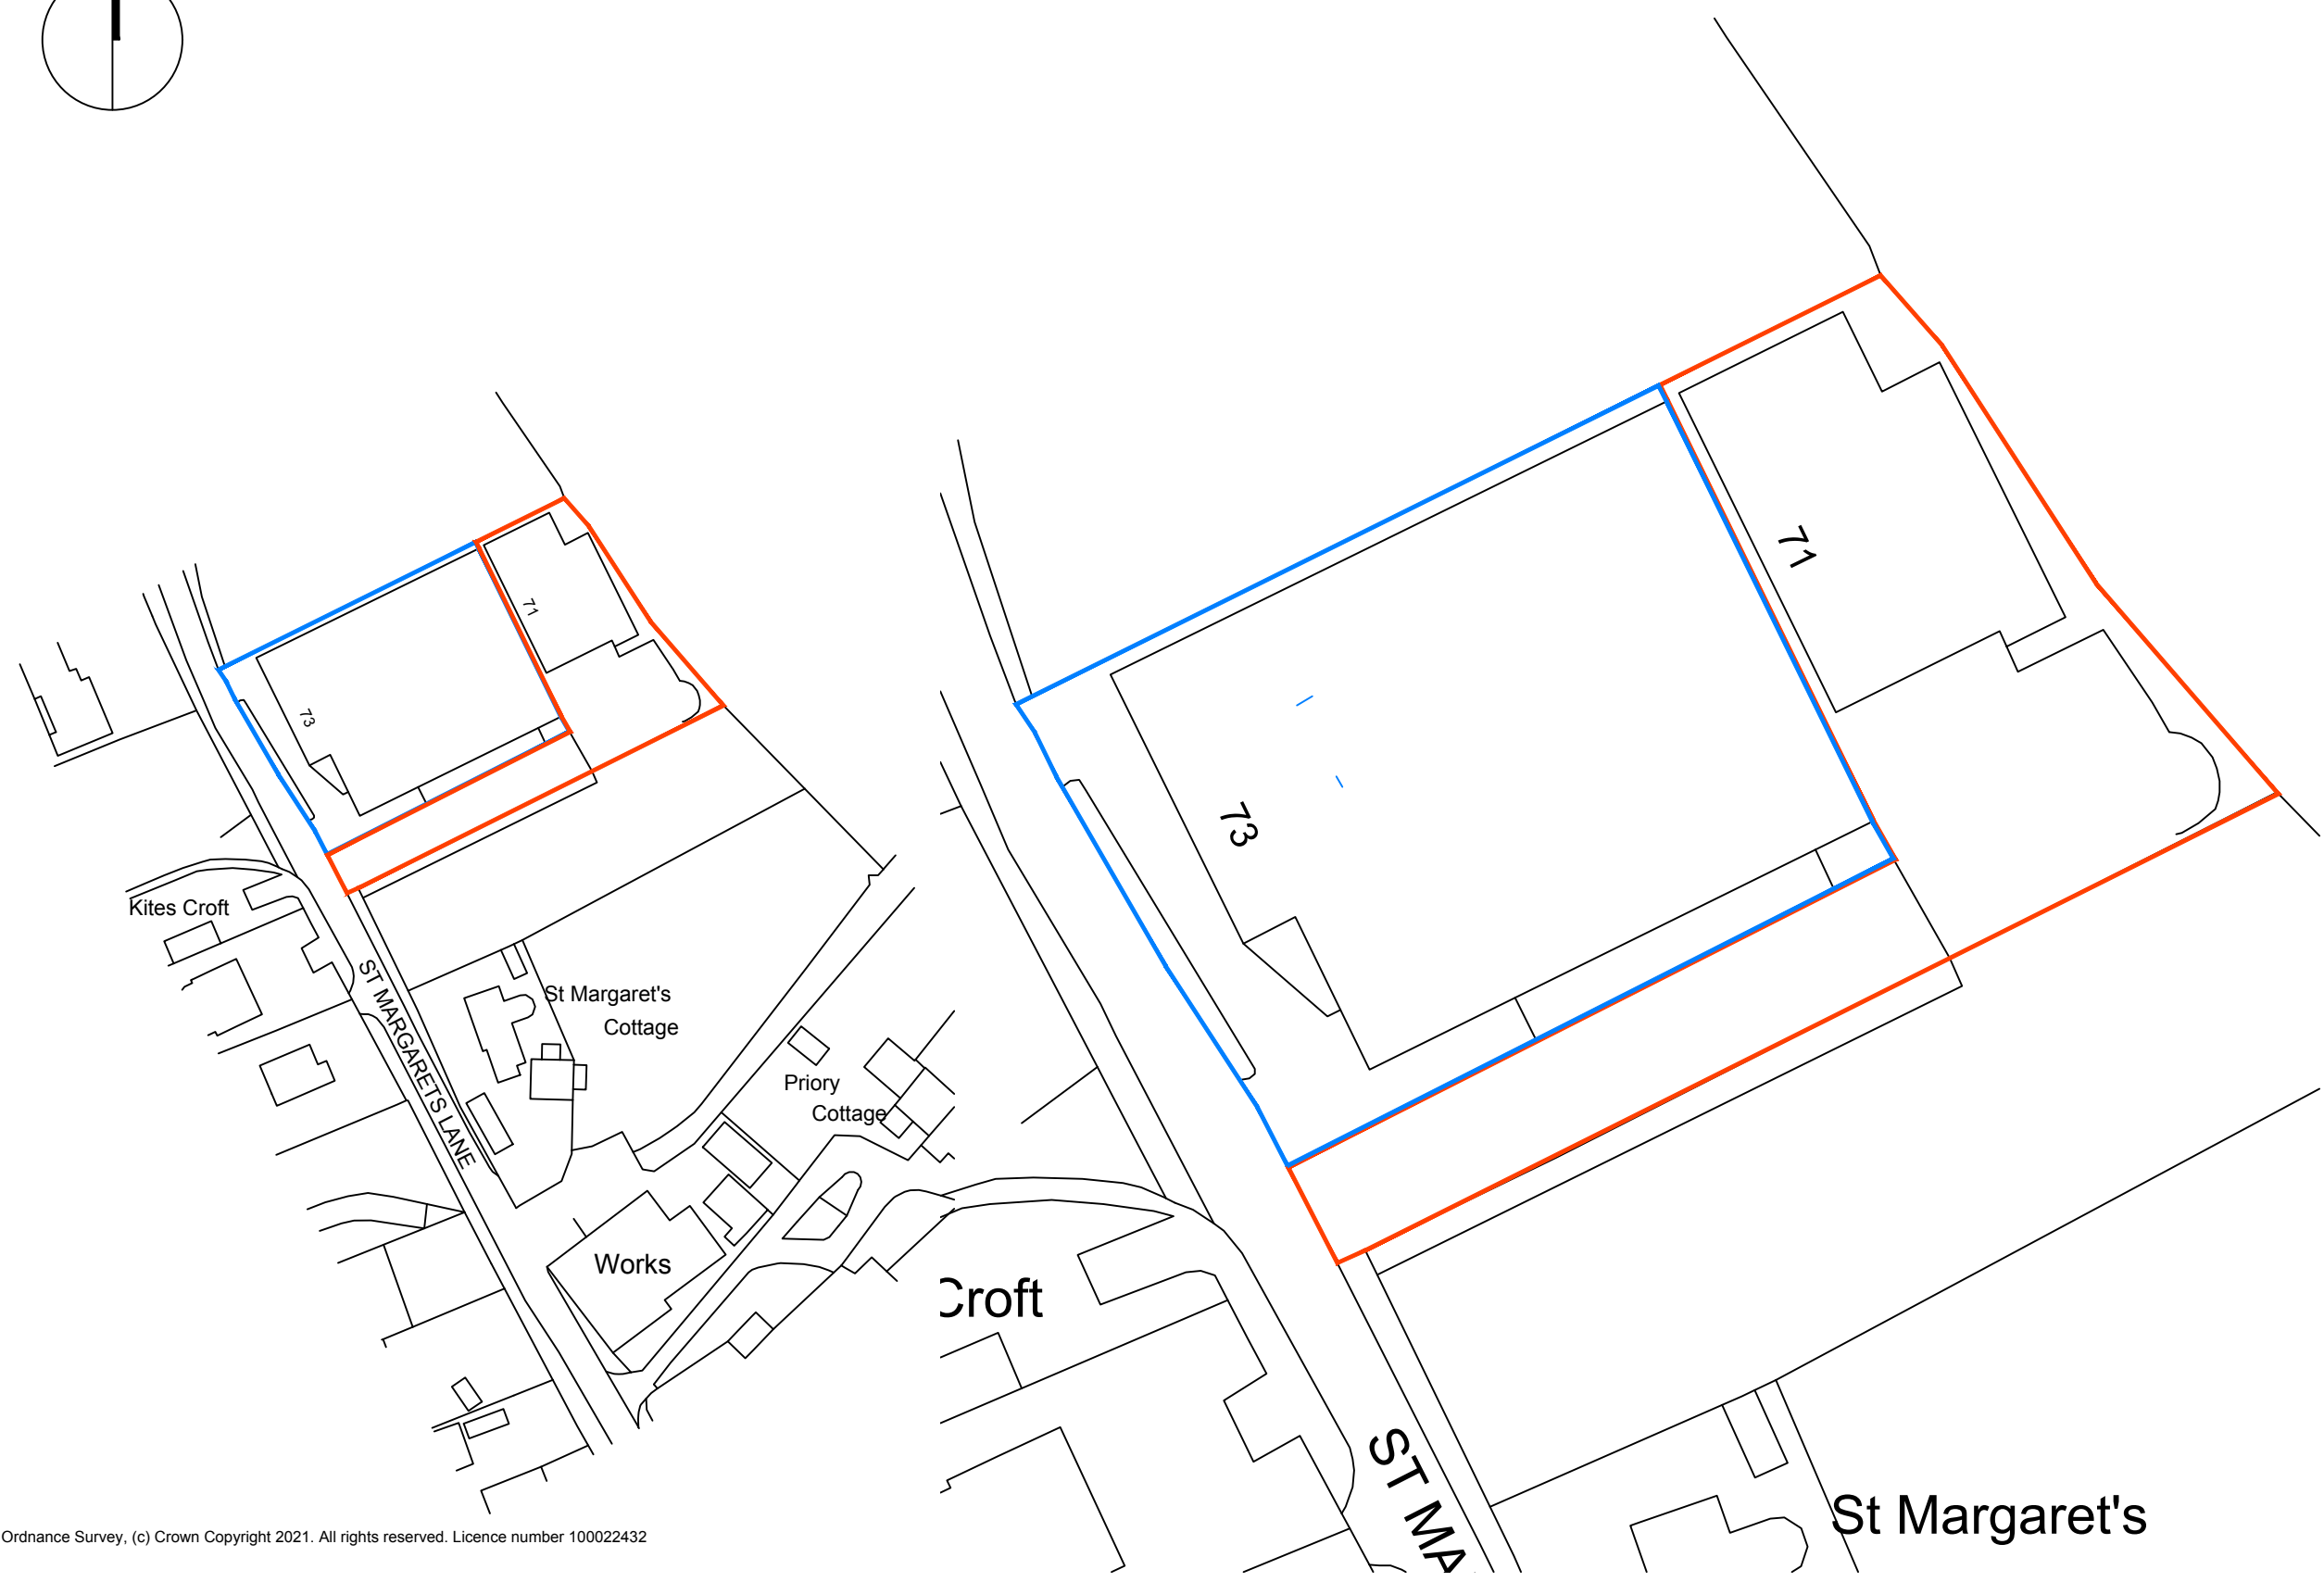 71
73
Kites Croft
ST MARGARETS LANE
St Margaret's
Cottage
Priory
Cottage
Works
Ordnance Survey, (c) Crown Copyright 2021. All rights reserved. Licence number 100022432
71
73
Croft
ST MA
St Margaret's